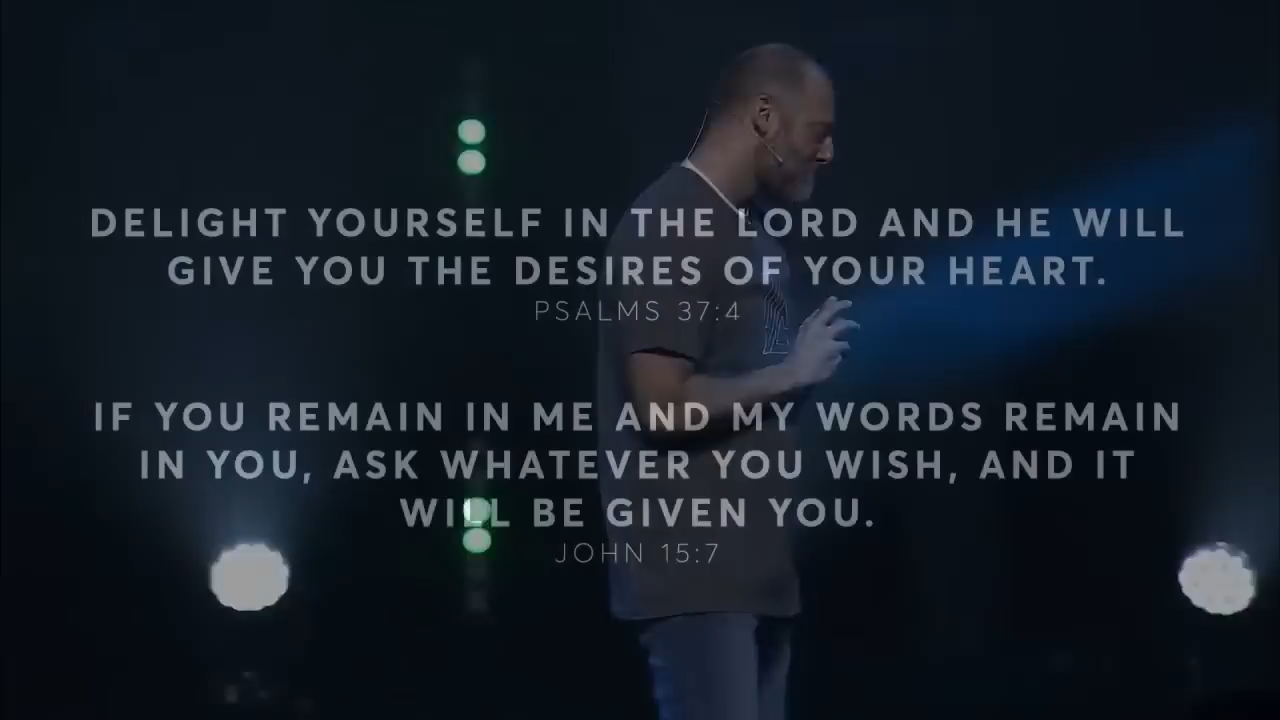 DELIGHT YOURSELF IN THE LORD AND HE WILL
GIVE YOU THE DESIRES OF YOUR HEART.
PSALMS 37:4
IF YOU REMAIN IN ME AND MY WORDS REMAIN
IN YOU, ASK WHATEVER YOU WISH, AND IT
WILL BE GIVEN YOU.
JOHN 15:7